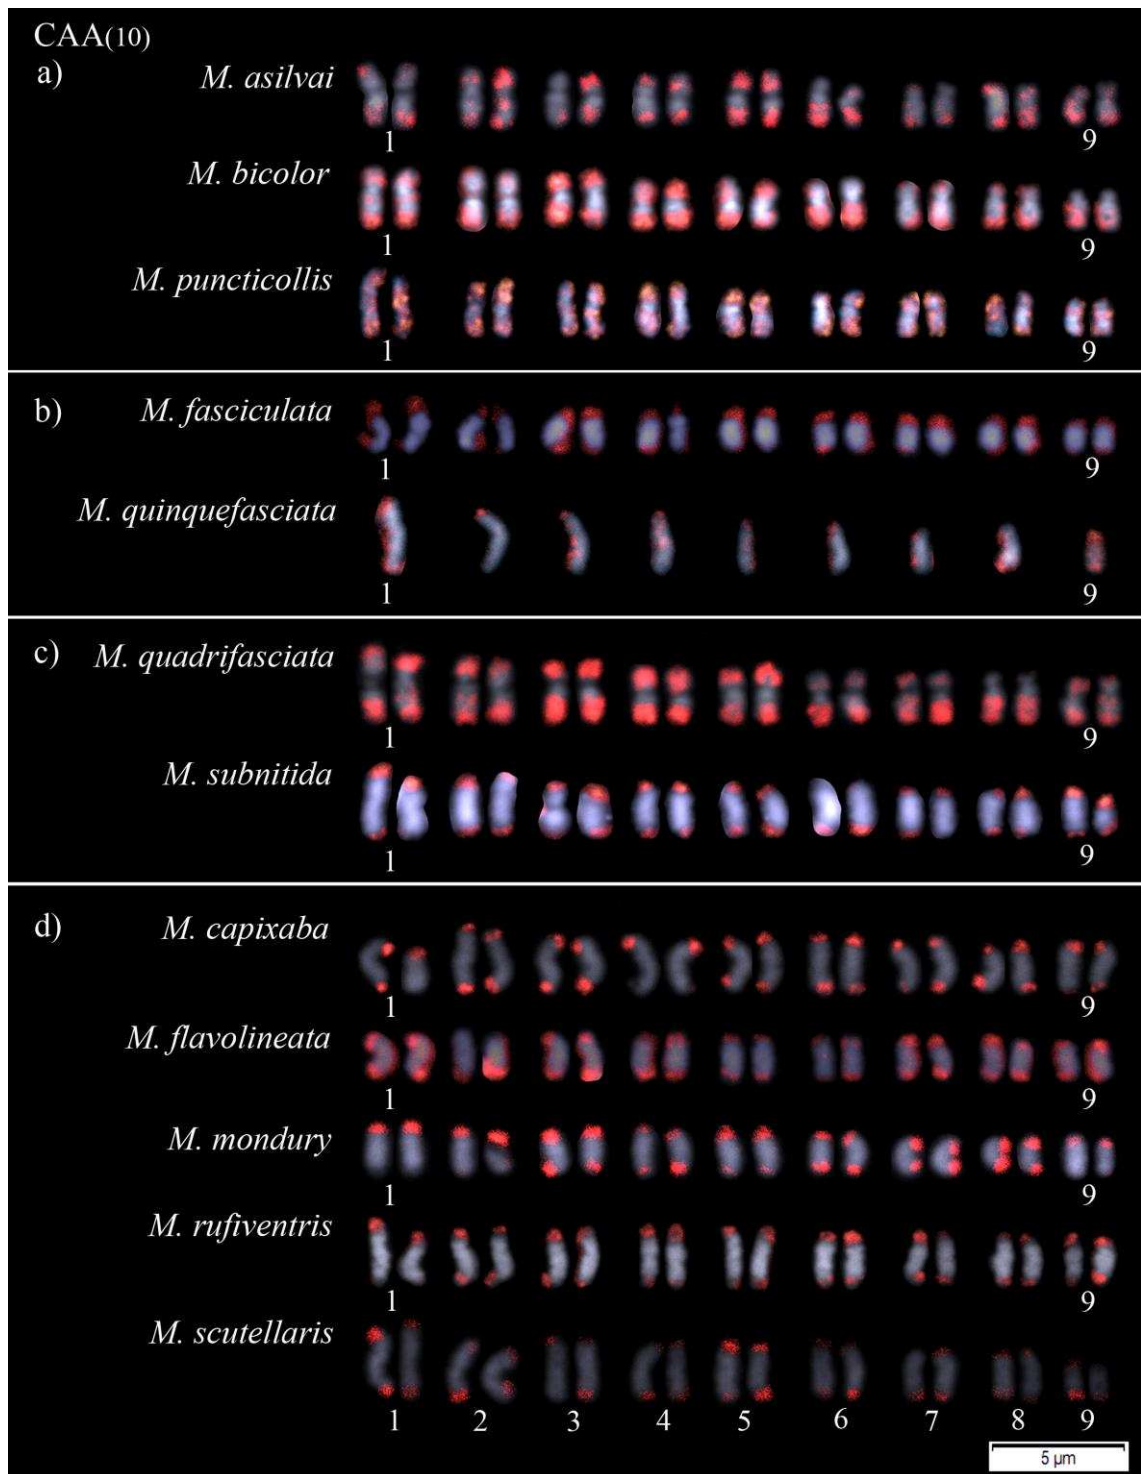 CAA(10)
a) M. asilvai
1 9
M. bicolor
1 9
M. puncticollis
1 9
b) M. fasciculata
1 9
M. quinquefasciata
1 9
c) M. quadrifasciata
1 9
M. subnitida
1 9
d) M. capixaba
1 9
M. flavolineata
1 9
M. mondury
1 9
M. rufiventris
1 9
M. scutellaris
1 2 3 4 5 6 7 8 9
5 µm